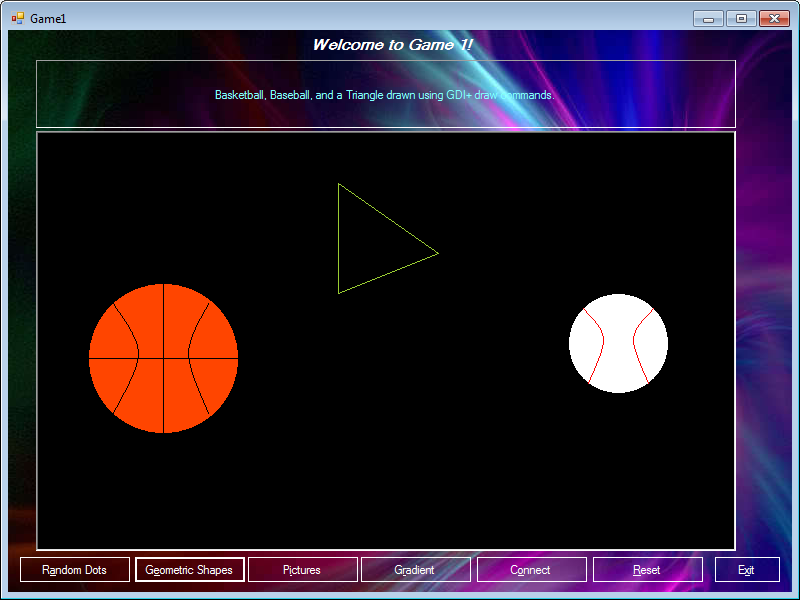 Game1
Welcome to Game 1!
Basketball, Baseball, and a Triangle drawn using GDI+ draw commands.
Random Dots
Geometric Shapes
Pictures
Gradient
Connect
Reset
Exit